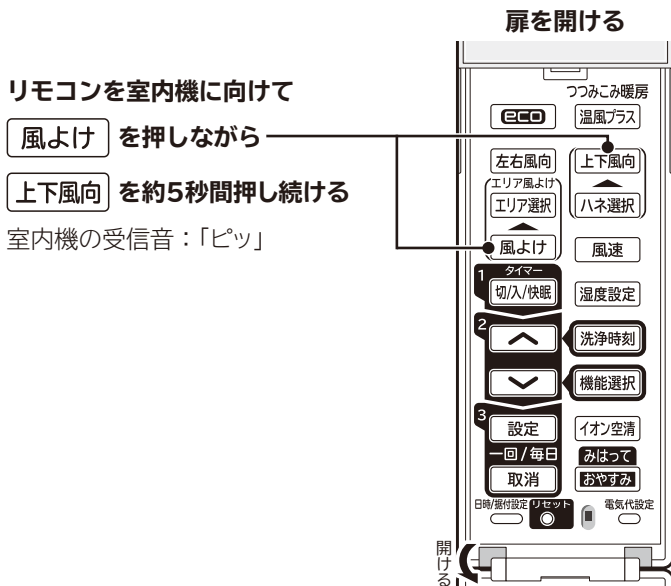 扉を開ける
リモコンを室内機に向けて
風よけ を押しながら
上下風向 を約5秒間押し続ける
室内機の受信音:「ピッ」
つつみこみ暖房
eco 温風プラス
左右風向 上下風向
エリア風よけ
エリア選択 ハネ選択
風よけ 風速
1 タイマー
切/入/快眠 湿度設定
2 洗浄時刻
機能選択
3 設定 イオン空清
一回/毎日 みはって
取消 おやすみ
日時/据付設定 リセット 電気代設定
開ける